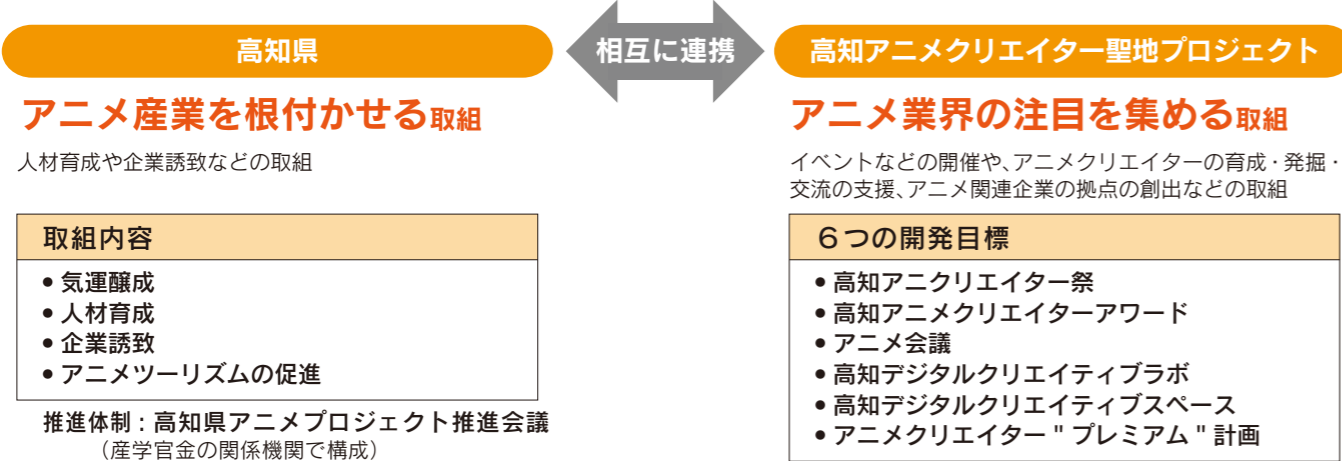 高知県
アニメ産業を根付かせる取組
人材育成や企業誘致などの取組
取組内容
• 気運醸成
• 人材育成
• 企業誘致
• アニメツーリズムの促進
推進体制 : 高知県アニメプロジェクト推進会議
（産学官金の関係機関で構成）
相互に連携
高知アニメクリエイター聖地プロジェクト
アニメ業界の注目を集める取組
イベントなどの開催や、アニメクリエイターの育成・発掘・
交流の支援、アニメ関連企業の拠点の創出などの取組
６つの開発目標
• 高知アニクリエイター祭
• 高知アニメクリエイターアワード
• アニメ会議
• 高知デジタルクリエイティブラボ
• 高知デジタルクリエイティブスペース
• アニメクリエイター " プレミアム " 計画